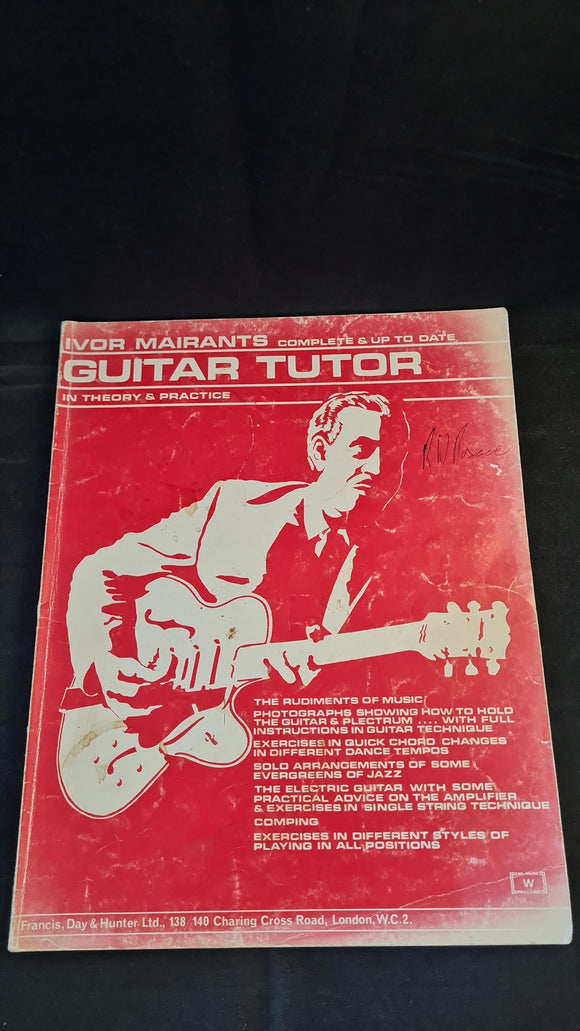 IVOR MAIRANTS COMPLETE & UP TO DATE
GUITAR TUTOR
IN THEORY & PRACTICE
THE RUDIMENTS OF MUSIC
PHOTOGRAPHS SHOWING HOW TO HOLD
THE GUITAR & PLECTRUM .... WITH FULL
INSTRUCTIONS IN GUITAR TECHNIQUE
EXERCISES IN QUICK CHORD CHANGES
IN DIFFERENT DANCE TEMPOS
SOLO ARRANGEMENTS OF SOME
EVERGREENS OF JAZZ
THE ELECTRIC GUITAR WITH SOME
PRACTICAL ADVICE ON THE AMPLIFIER
& EXERCISES IN SINGLE STRING TECHNIQUE
COMPING
EXERCISES IN DIFFERENT STYLES OF
PLAYING IN ALL POSITIONS
W
Francis, Day & Hunter Ltd., 138/140 Charing Cross Road, London, W.C.2.